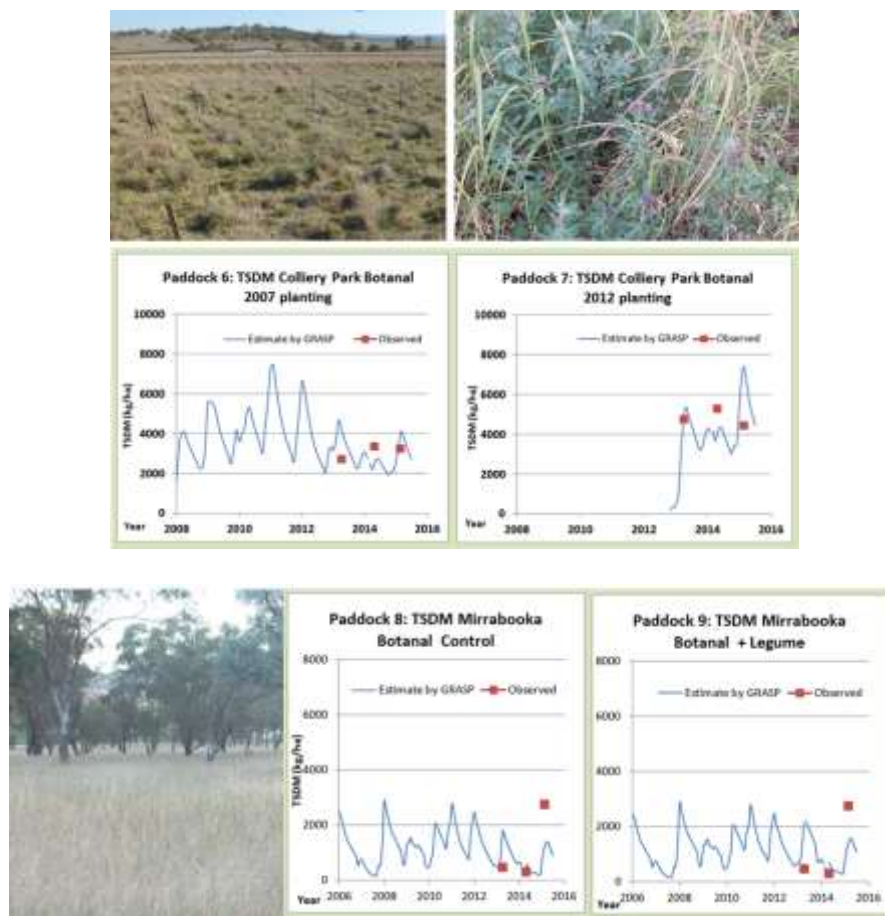 Paddock 6: TSDM Colliery Park Botanal
2007 planting
10000
8000
6000
4000
2000
0
TSDM (kg/ha)
Estimate by GRASP
Observed
Year
2008
2010
2012
2014
2016
Paddock 7: TSDM Colliery Park Botanal
2012 planting
10000
8000
6000
4000
2000
0
TSDM (kg/ha)
Estimate by GRASP
Observed
Year
2008
2010
2012
2014
2016
Paddock 8: TSDM Mirrabooka
Botanal Control
8000
6000
4000
2000
0
TSDM (kg/ha)
Estimate by GRASP
Observed
Year
2006
2008
2010
2012
2014
2016
Paddock 9: TSDM Mirrabooka
Botanal + Legume
8000
6000
4000
2000
0
Estimate by GRASP
Observed
Year
2006
2008
2010
2012
2014
2016